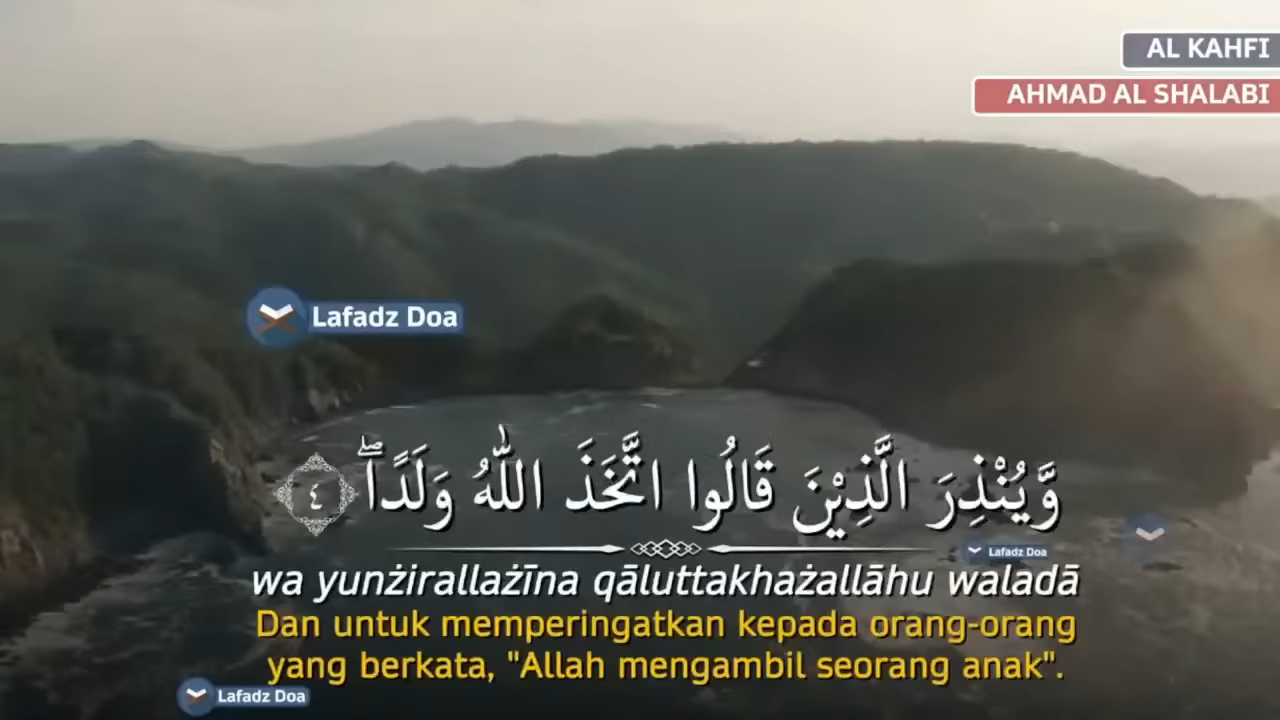 AL KAHFI
AHMAD AL SHALABI
Lafadz Doa
وَّيُنْذِرَ الَّذِيْنَ قَالُوا اتَّخَذَ اللّٰهُ وَلَدًاۖ ٤
Lafadz Doa
wa yunżirallażīna qāluttakhażallāhu waladā
Dan untuk memperingatkan kepada orang-orang
yang berkata, "Allah mengambil seorang anak".
Lafadz Doa